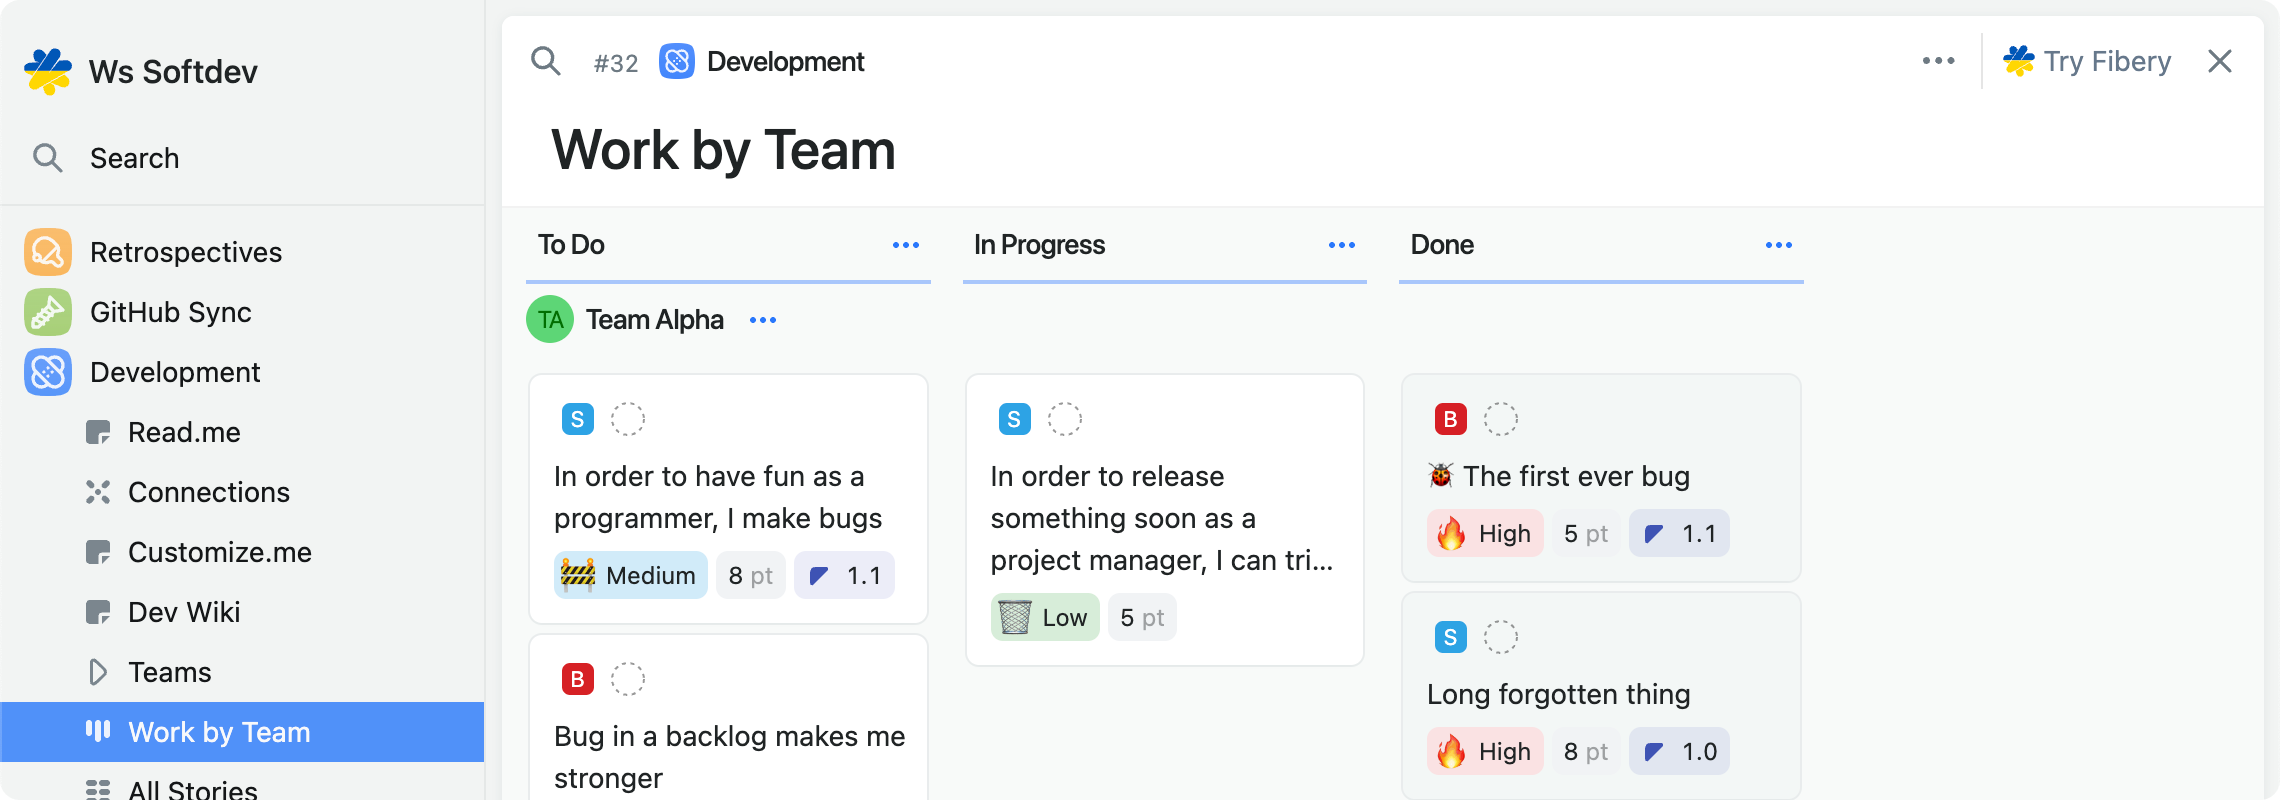 Ws Softdev
Search
Retrospectives
GitHub Sync
Development
Read.me
Connections
Customize.me
Dev Wiki
Teams
Work by Team
All Stories
#32 Development
Try Fibery
Work by Team
To Do
In Progress
Done
TA Team Alpha
S
In order to have fun as a
programmer, I make bugs
Medium 8 pt 1.1
B
Bug in a backlog makes me
stronger
S
In order to release
something soon as a
project manager, I can tri...
Low 5 pt
B
The first ever bug
High 5 pt 1.1
S
Long forgotten thing
High 8 pt 1.0